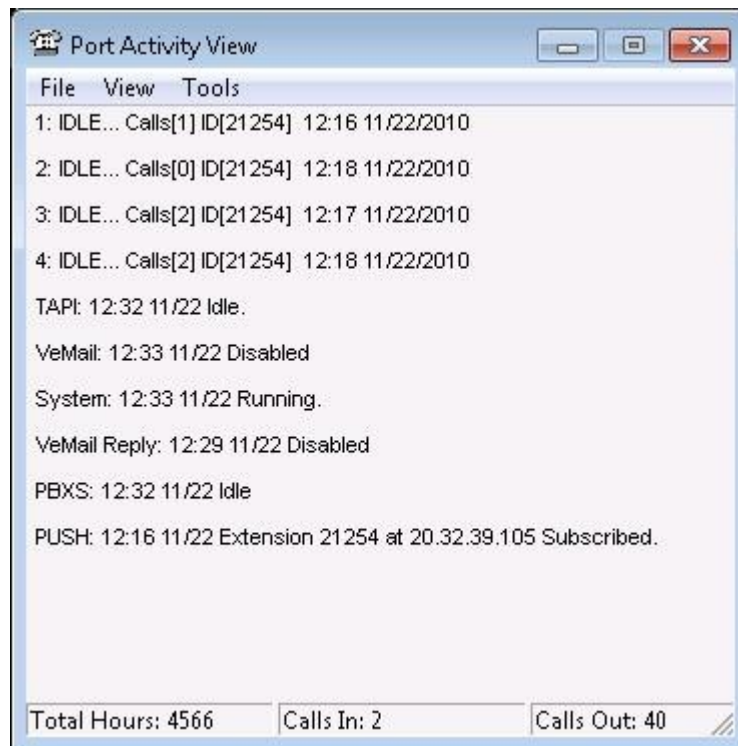 Port Activity View
File View Tools
1: IDLE... Calls[1] ID[21254] 12:16 11/22/2010
2: IDLE... Calls[0] ID[21254] 12:18 11/22/2010
3: IDLE... Calls[2] ID[21254] 12:17 11/22/2010
4: IDLE... Calls[2] ID[21254] 12:18 11/22/2010
TAPI: 12:32 11/22 Idle.
VeMail: 12:33 11/22 Disabled
System: 12:33 11/22 Running.
VeMail Reply: 12:29 11/22 Disabled
PBXS: 12:32 11/22 Idle
PUSH: 12:16 11/22 Extension 21254 at 20.32.39.105 Subscribed.
Total Hours: 4566 Calls In: 2 Calls Out: 40